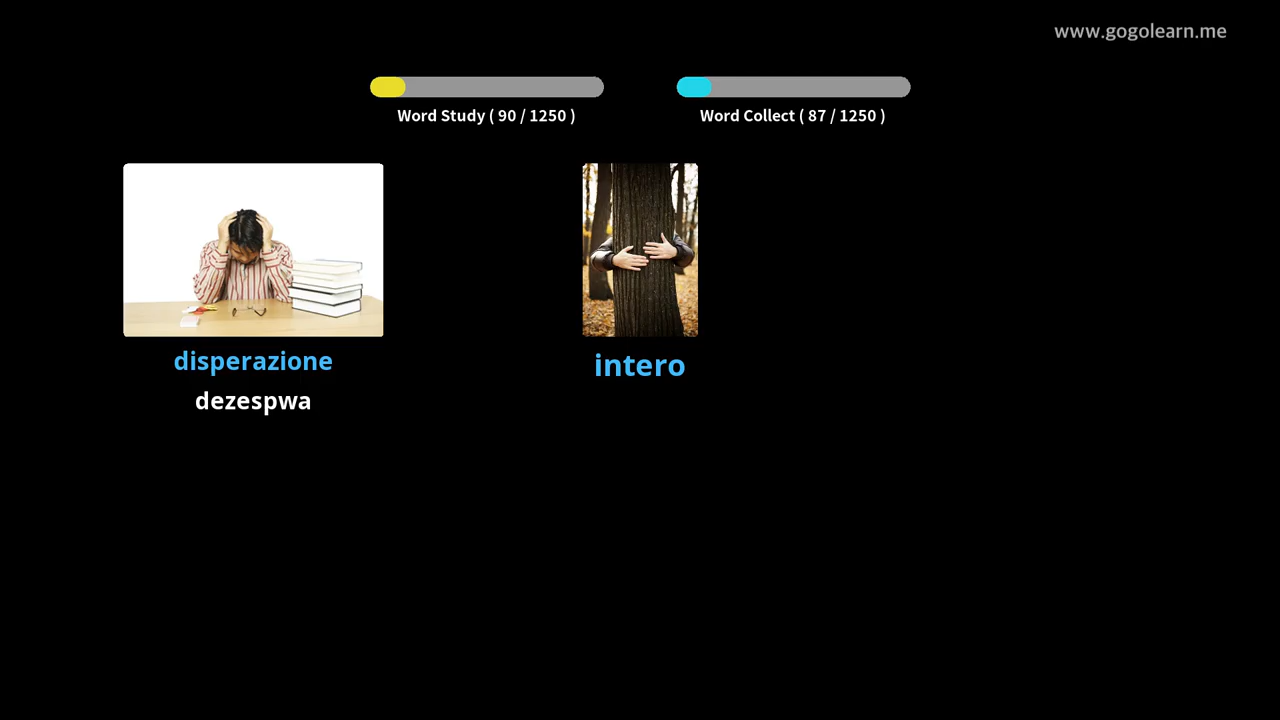 www.gogolearn.me
Word Study ( 90 / 1250 )
Word Collect ( 87 / 1250 )
disperazione
dezespwa
intero